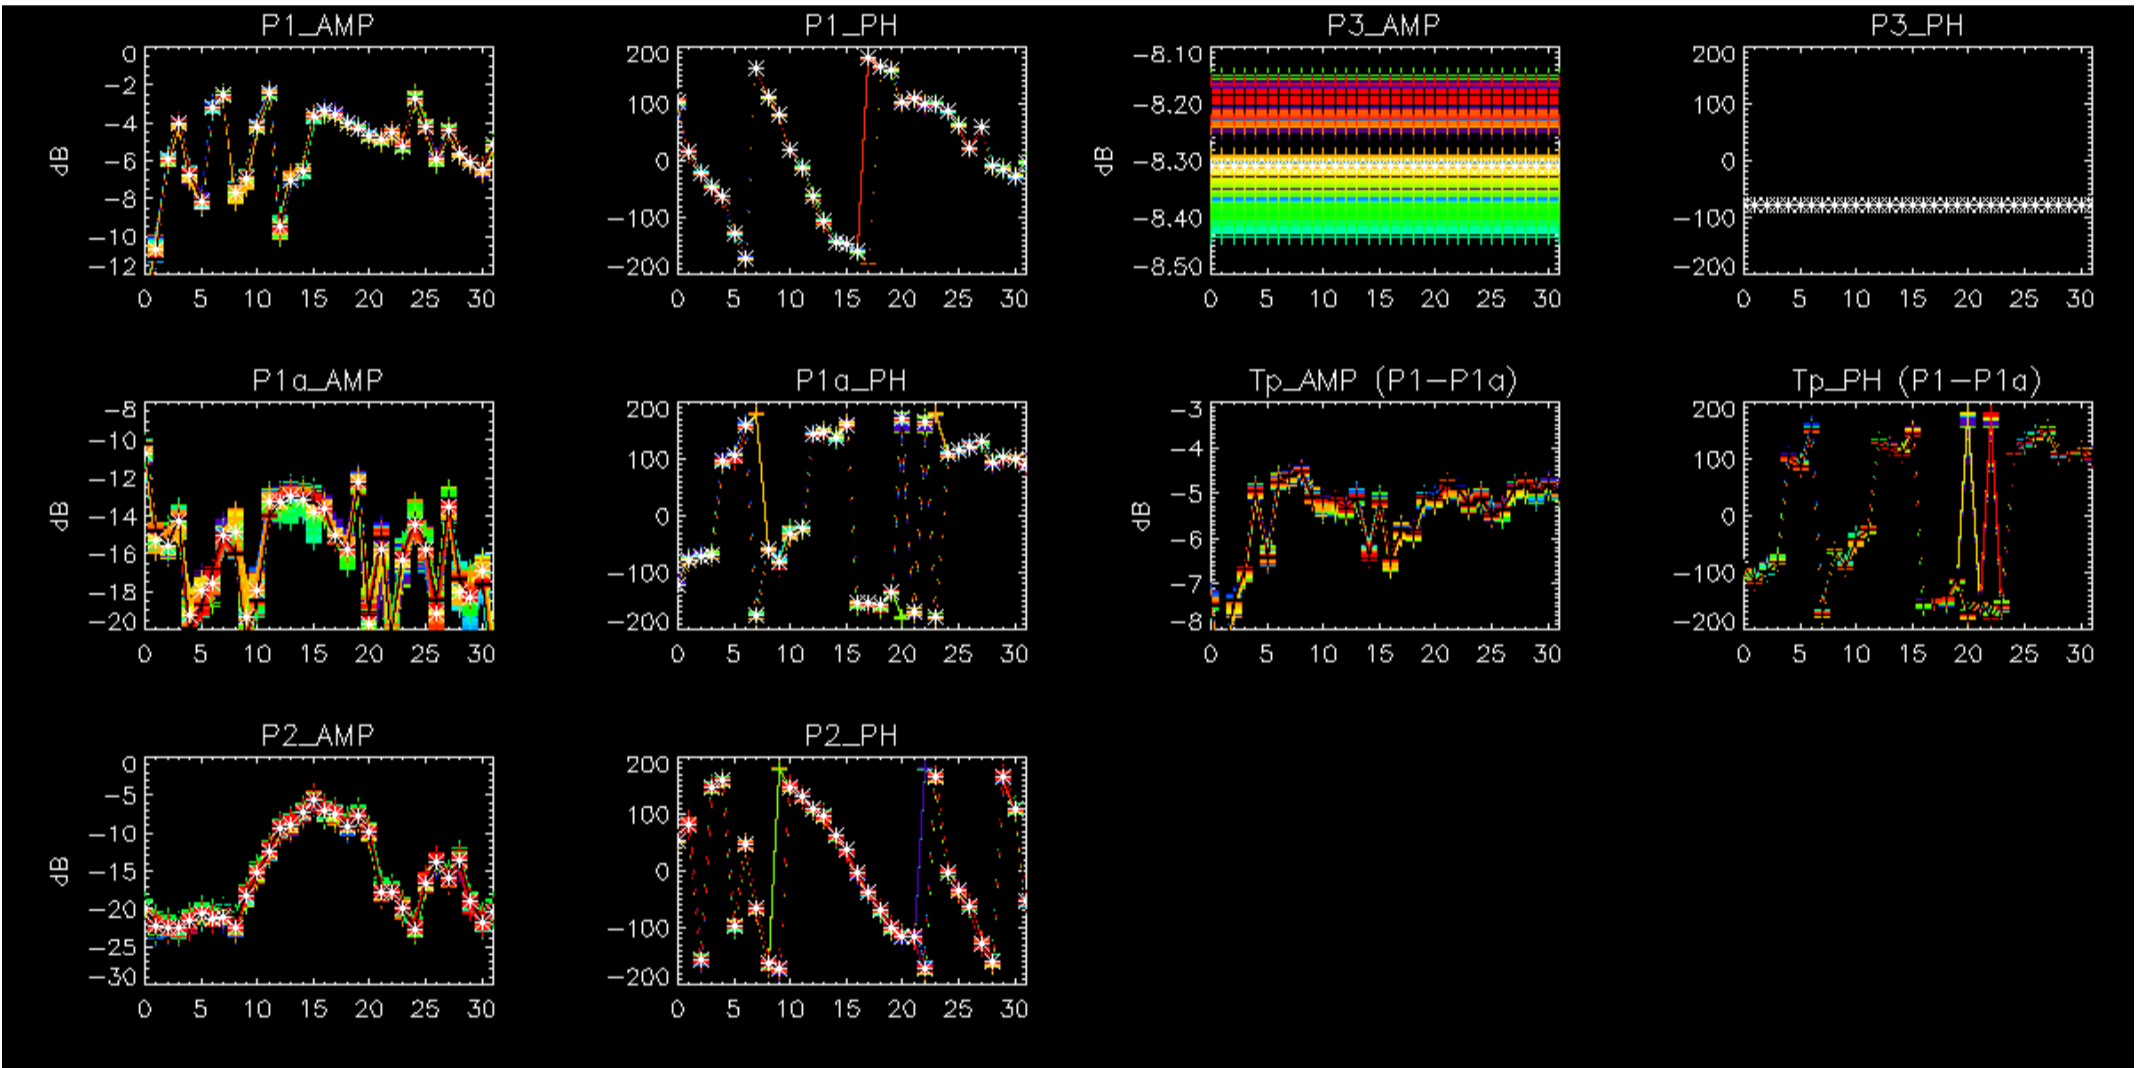 P1_AMP
P1_PH
P3_AMP
P3_PH
0
-2
-4
-6
-8
-10
-12
dB
0 5 10 15 20 25 30
200
100
0
-100
-200
0 5 10 15 20 25 30
-8.10
-8.20
-8.30
-8.40
-8.50
dB
0 5 10 15 20 25 30
200
100
0
-100
-200
0 5 10 15 20 25 30
P1a_AMP
P1a_PH
Tp_AMP (P1-P1a)
Tp_PH (P1-P1a)
-8
-10
-12
-14
-16
-18
-20
dB
0 5 10 15 20 25 30
200
100
0
-100
-200
0 5 10 15 20 25 30
-3
-4
-5
-6
-7
-8
dB
0 5 10 15 20 25 30
200
100
0
-100
-200
0 5 10 15 20 25 30
P2_AMP
P2_PH
0
-5
-10
-15
-20
-25
-30
dB
0 5 10 15 20 25 30
200
100
0
-100
-200
0 5 10 15 20 25 30